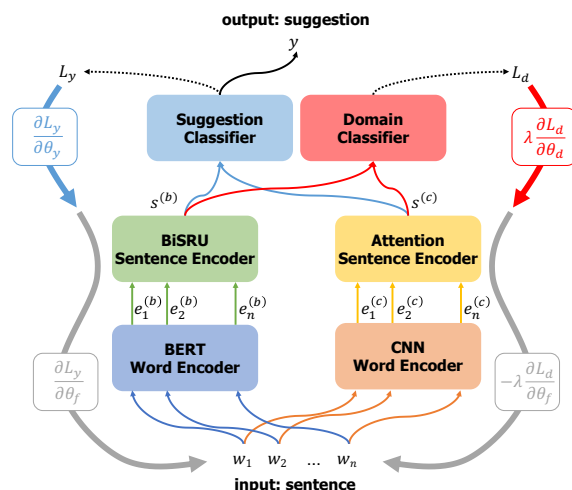 output: suggestion
y
L_y
L_d
Suggestion
Classifier
Domain
Classifier
∂L_y
∂θ_y
λ ∂L_d
∂θ_d
s^(b)
s^(c)
BiSRU
Sentence Encoder
Attention
Sentence Encoder
e_1^(b) e_2^(b) e_n^(b)
e_1^(c) e_2^(c) e_n^(c)
BERT
Word Encoder
CNN
Word Encoder
∂L_y
∂θ_f
−λ ∂L_d
∂θ_f
w_1 w_2 ... w_n
input: sentence